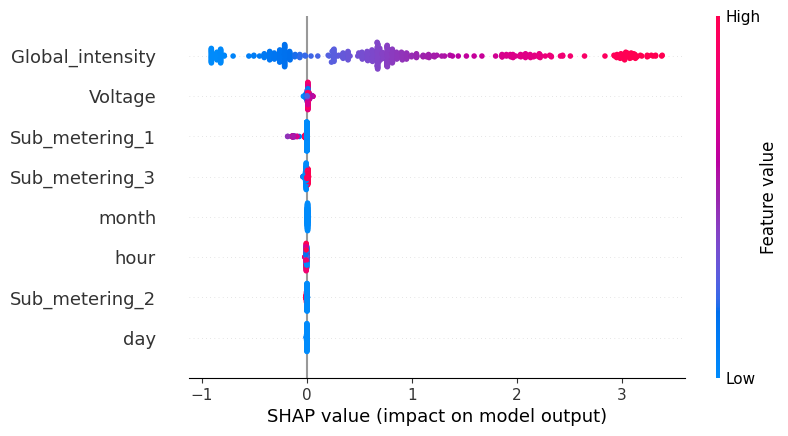 High
Global_intensity
Voltage
Sub_metering_1
Sub_metering_3
month
hour
Sub_metering_2
day
Feature value
Low
−1 0 1 2 3
SHAP value (impact on model output)